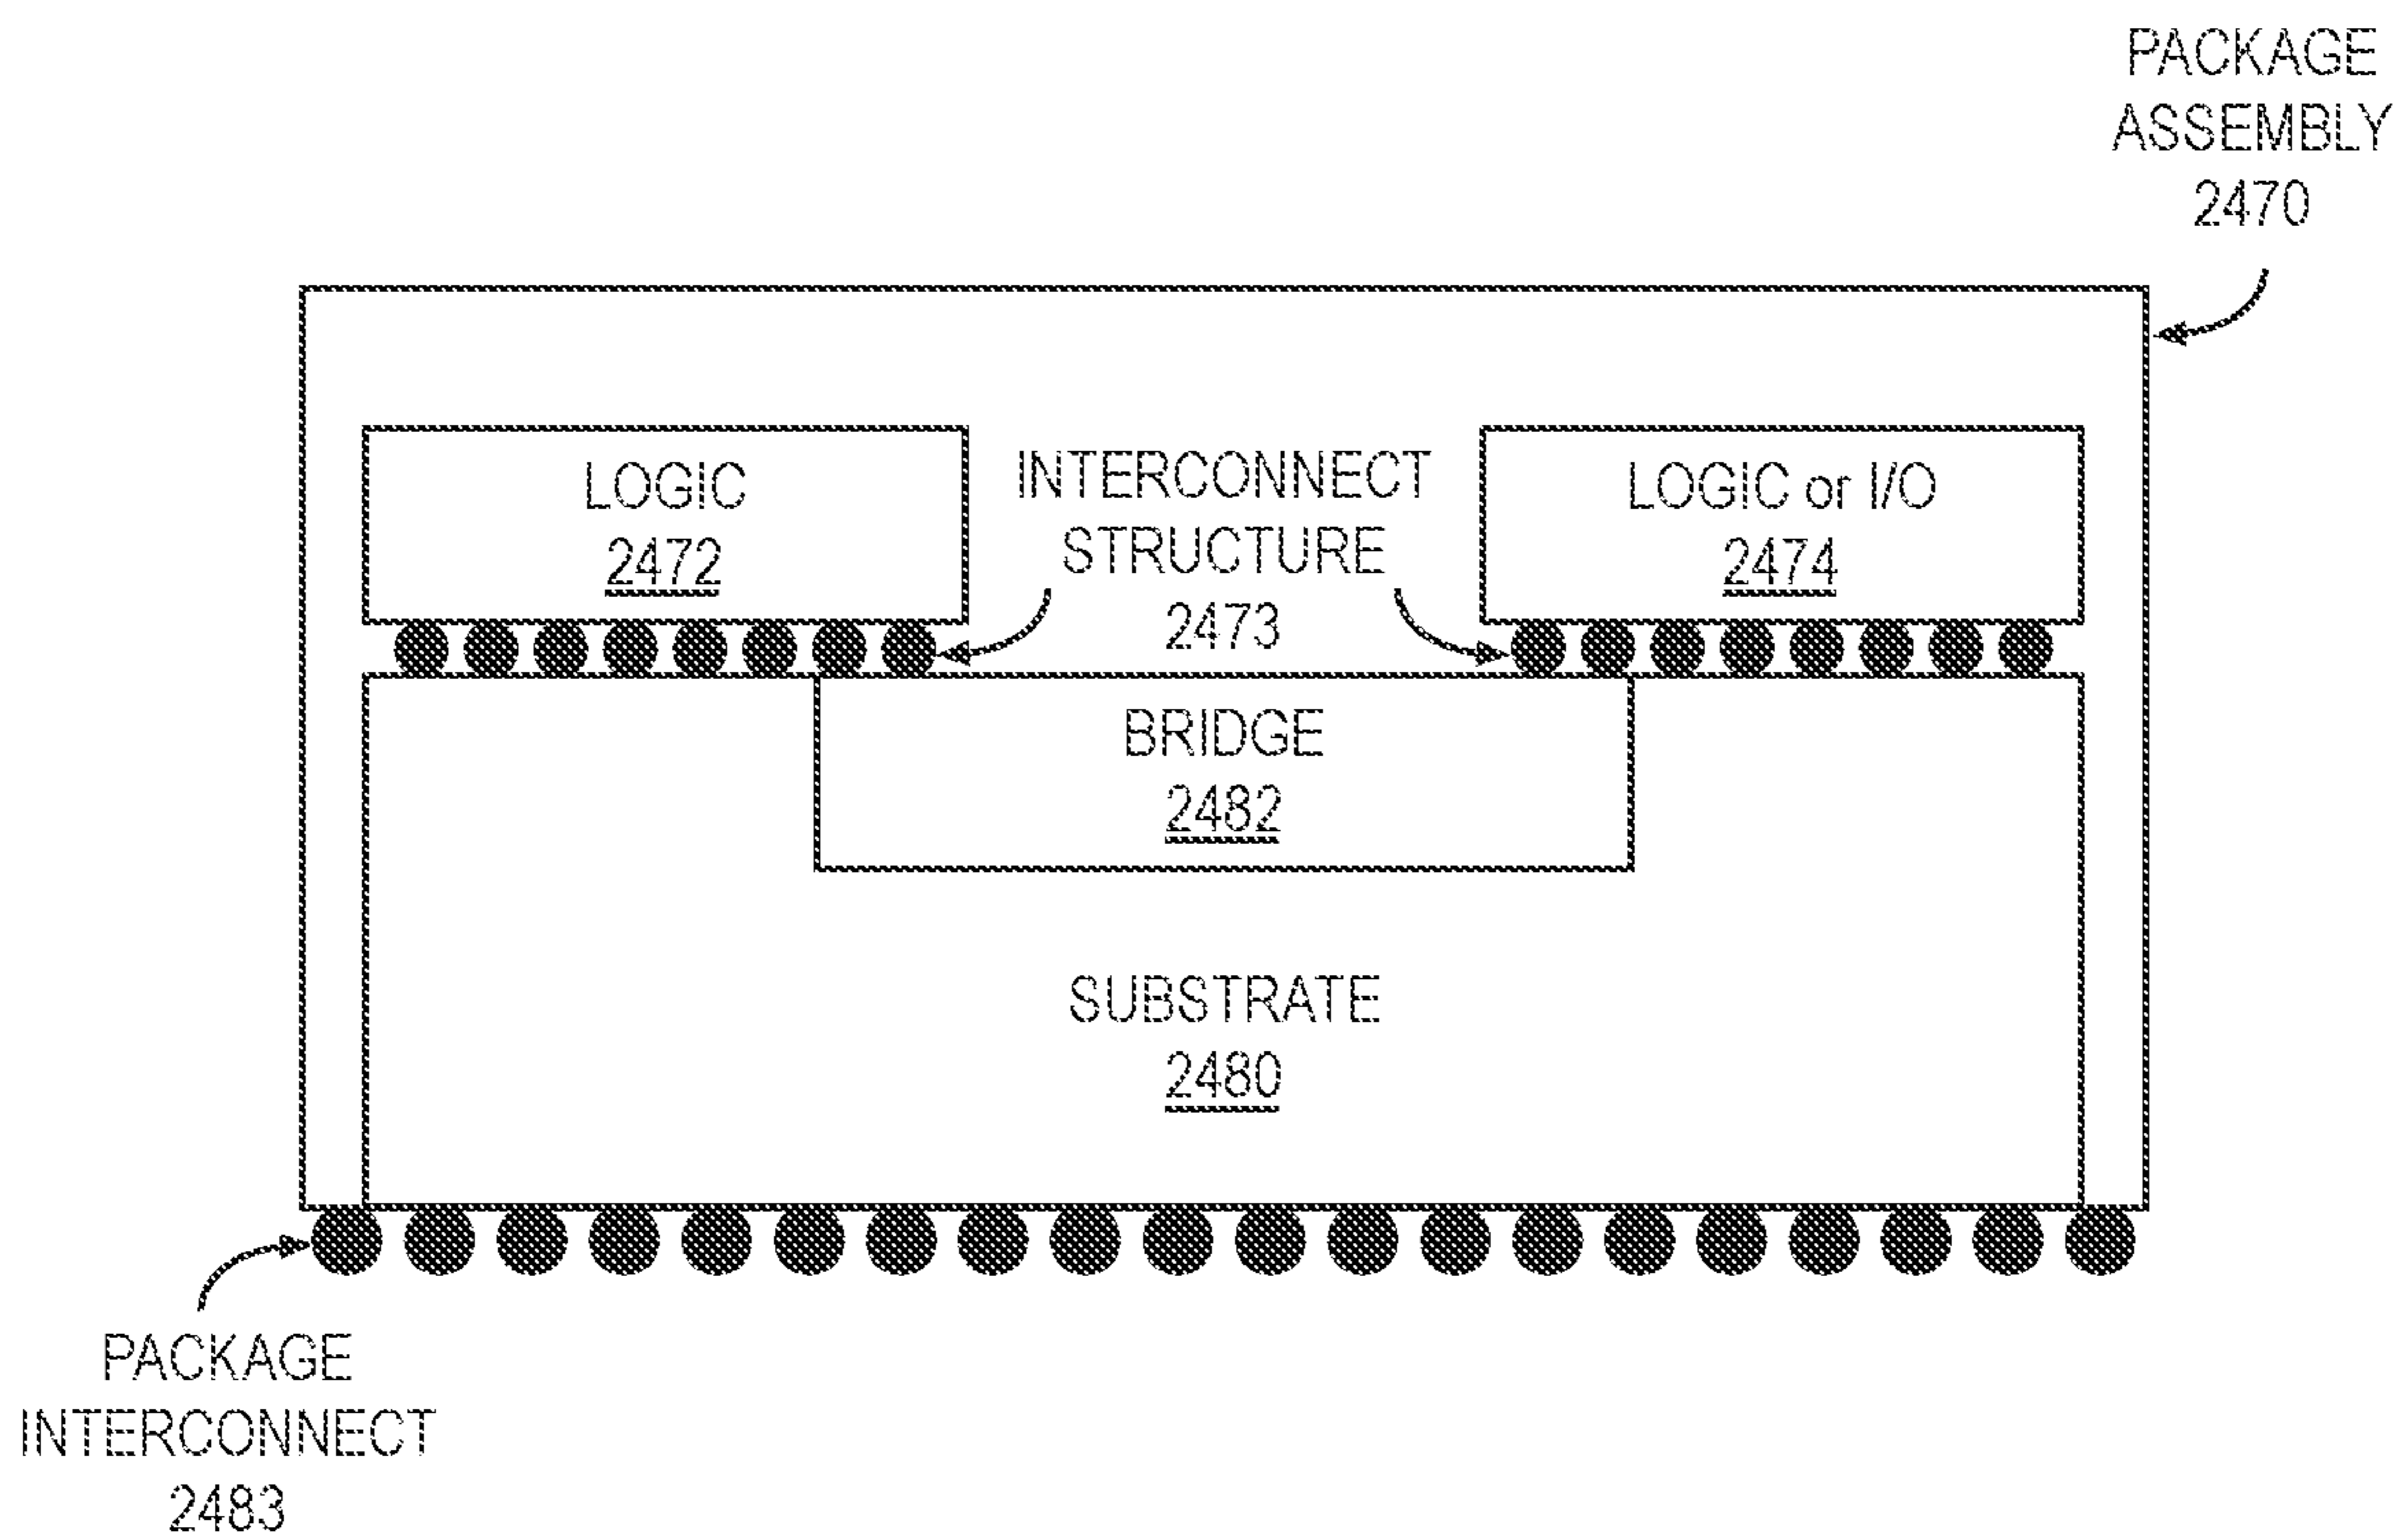 PACKAGE
ASSEMBLY
2470
LOGIC
2472
INTERCONNECT
STRUCTURE
2473
LOGIC or I/O
2474
BRIDGE
2482
SUBSTRATE
2480
PACKAGE
INTERCONNECT
2483